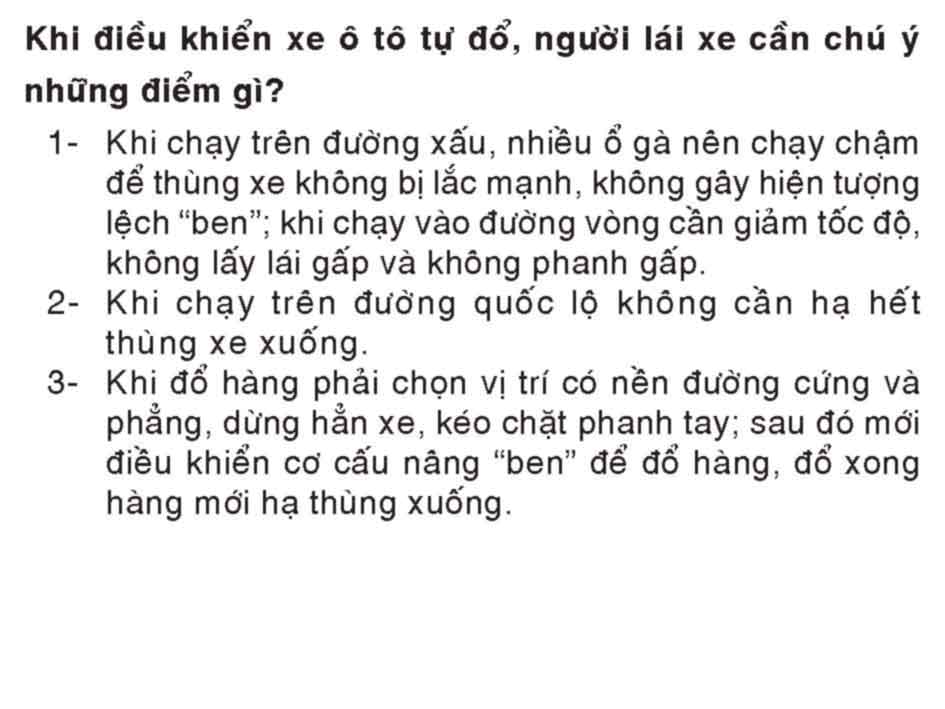 Khi điều khiển xe ô tô tự đổ, người lái xe cần chú ý
những điểm gì?
1- Khi chạy trên đường xấu, nhiều ổ gà nên chạy chậm
để thùng xe không bị lắc mạnh, không gây hiện tượng
lệch “ben”; khi chạy vào đường vòng cần giảm tốc độ,
không lấy lái gấp và không phanh gấp.
2- Khi chạy trên đường quốc lộ không cần hạ hết
thùng xe xuống.
3- Khi đổ hàng phải chọn vị trí có nền đường cứng và
phẳng, dừng hẳn xe, kéo chặt phanh tay; sau đó mới
điều khiển cơ cấu nâng “ben” để đổ hàng, đổ xong
hàng mới hạ thùng xuống.